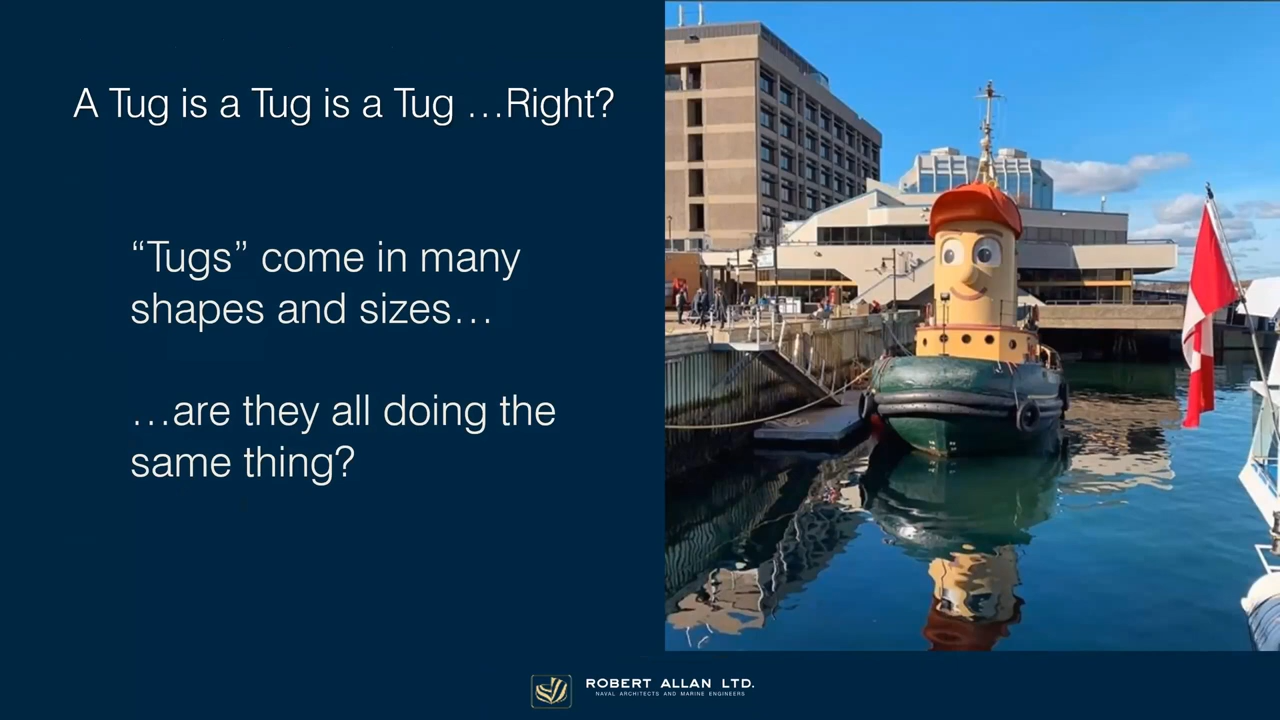 A Tug is a Tug is a Tug …Right?
“Tugs” come in many
shapes and sizes…
…are they all doing the
same thing?
ROBERT ALLAN LTD.
NAVAL ARCHITECTS AND MARINE ENGINEERS